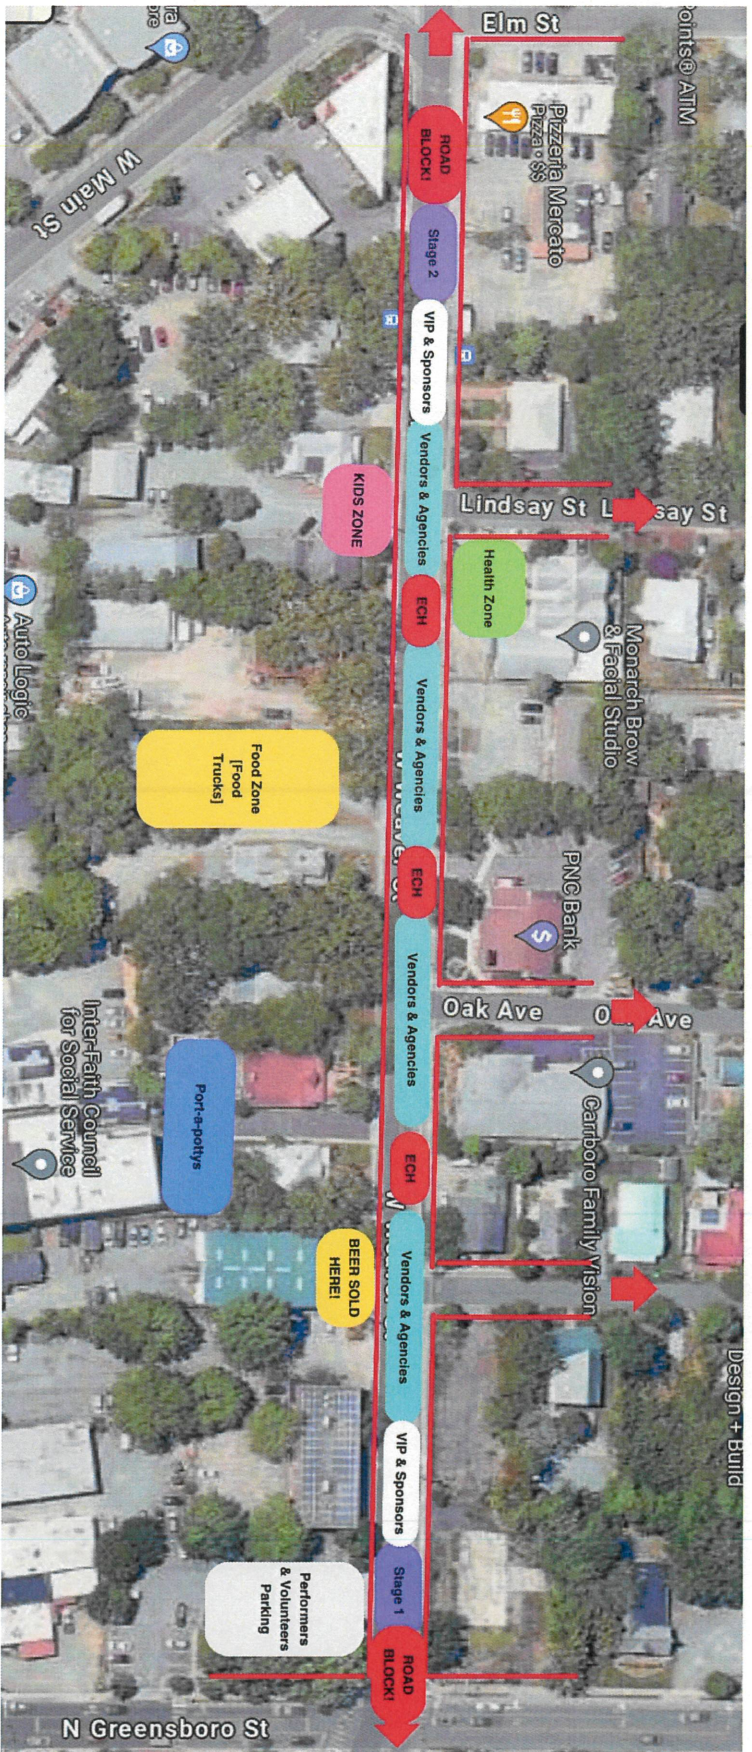 Elm St
Points® ATM
ROAD
BLOCK!
Pizzeria Mercato
Pizza · $$
W Main St
Stage 2
VIP & Sponsors
Vendors & Agencies
KIDS ZONE
Lindsay St
Health Zone
ECH
Monarch Brow
& Facial Studio
Auto Logic
Vendors & Agencies
Food Zone
[Food
Trucks]
ECH
PNC Bank
Vendors & Agencies
Oak Ave
Inter-Faith Council
for Social Service
Port-a-pottys
Carrboro Family Vision
ECH
BEER SOLD
HERE!
Vendors & Agencies
Design + Build
VIP & Sponsors
Stage 1
Performers
& Volunteers
Parking
ROAD
BLOCK!
N Greensboro St